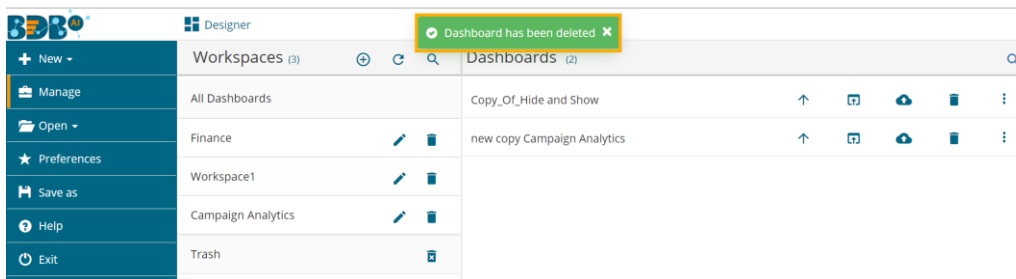 BDB AI
Designer
Dashboard has been deleted ×
New
Workspaces (3)
Dashboards (2)
Manage
All Dashboards
Copy_Of_Hide and Show
Open
Finance
new copy Campaign Analytics
Preferences
Workspace1
Save as
Campaign Analytics
Help
Trash
Exit